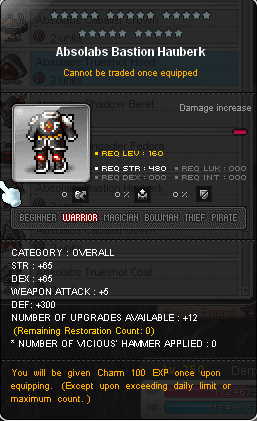 Absolabs Bastion Hauberk
Cannot be traded once equipped
Damage increase
REQ LEV : 160
REQ STR : 480 REQ LUK : 000
REQ DEX : 000 REQ INT : 000
0 0 % 0 %
BEGINNER WARRIOR MAGICIAN BOWMAN THIEF PIRATE
CATEGORY : OVERALL
STR : +65
DEX : +65
WEAPON ATTACK : +5
DEF: +300
NUMBER OF UPGRADES AVAILABLE : +12
(Remaining Restoration Count: 0)
* NUMBER OF VICIOUS' HAMMER APPLIED : 0
You will be given Charm 100 EXP once upon
equipping. (Except upon exceeding daily limit or
maximum count. )